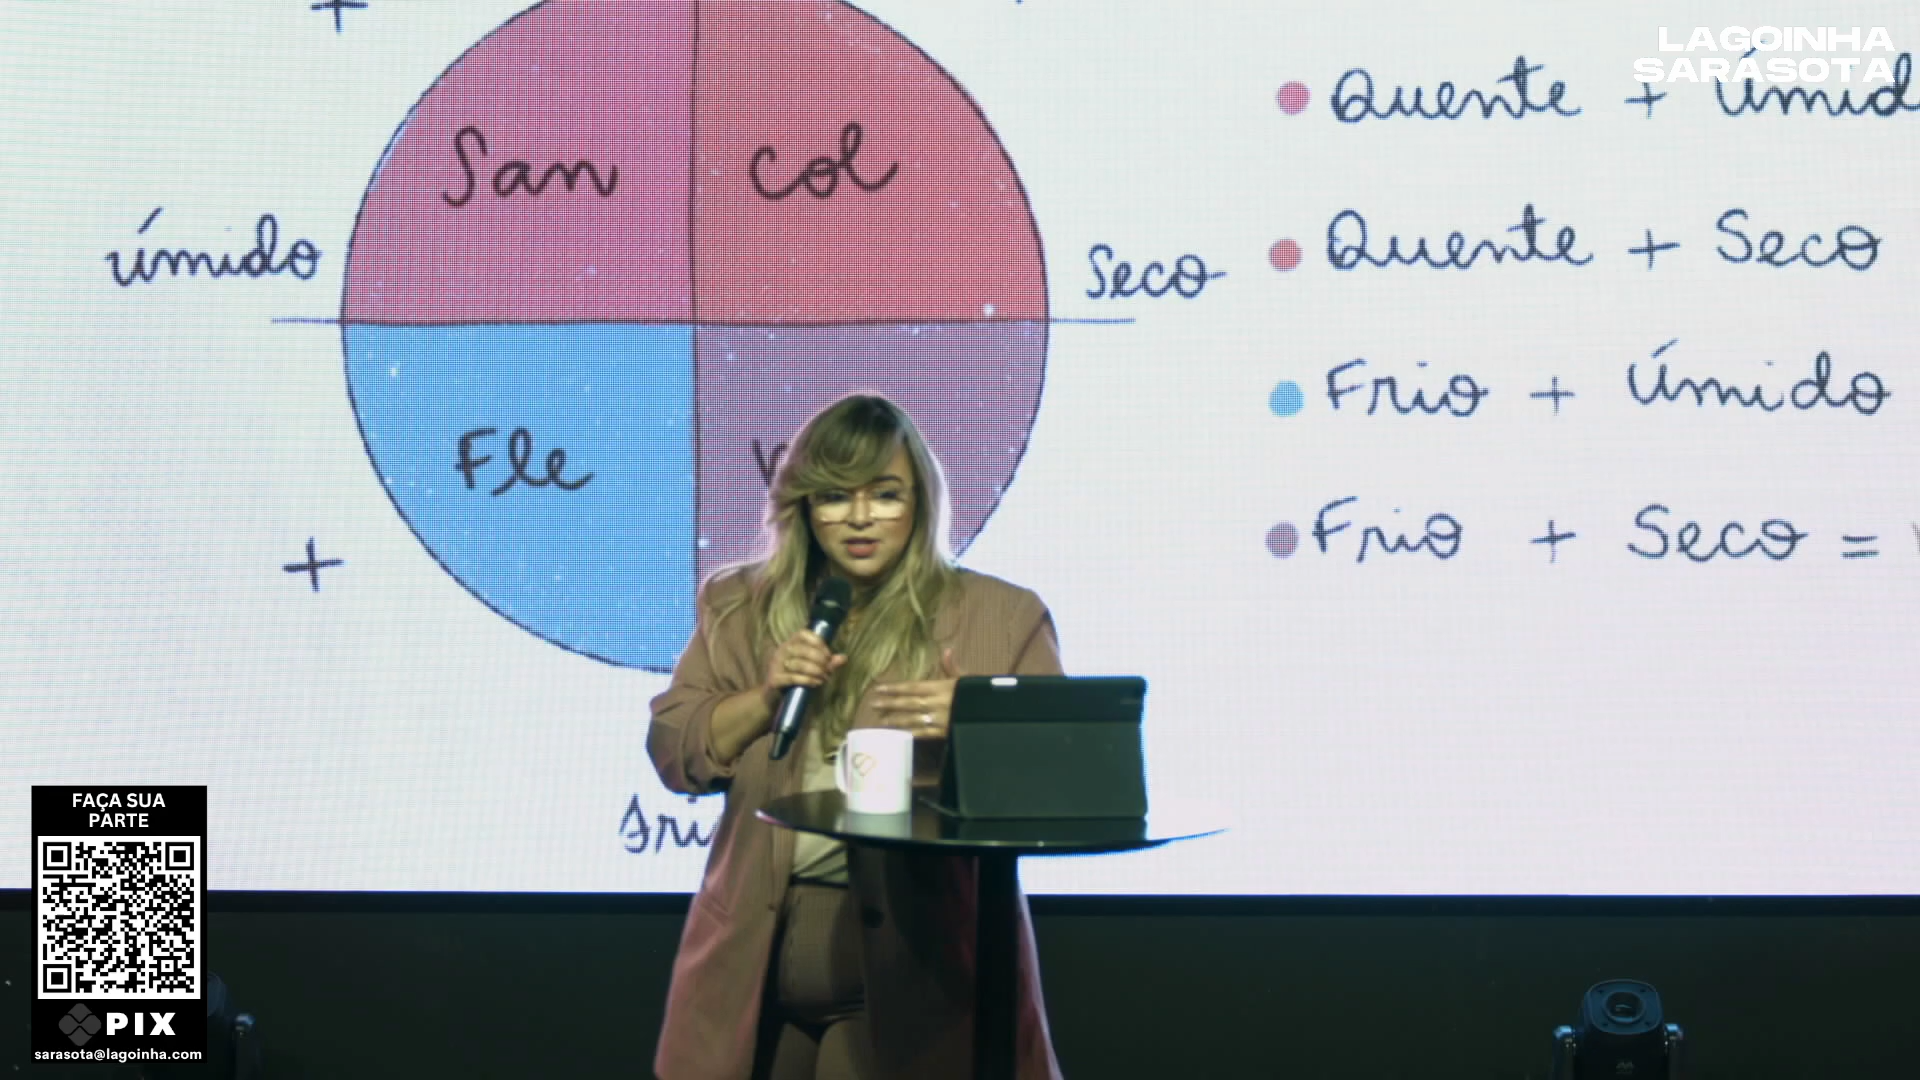 LAGOINHA
SARASOTA
+
San
Col
úmido
Seco
Fle
+
• Quente + Úmid
• Quente + Seco
• Frio + Úmido
• Frio + Seco =
FAÇA SUA
PARTE
PIX
sarasota@lagoinha.com